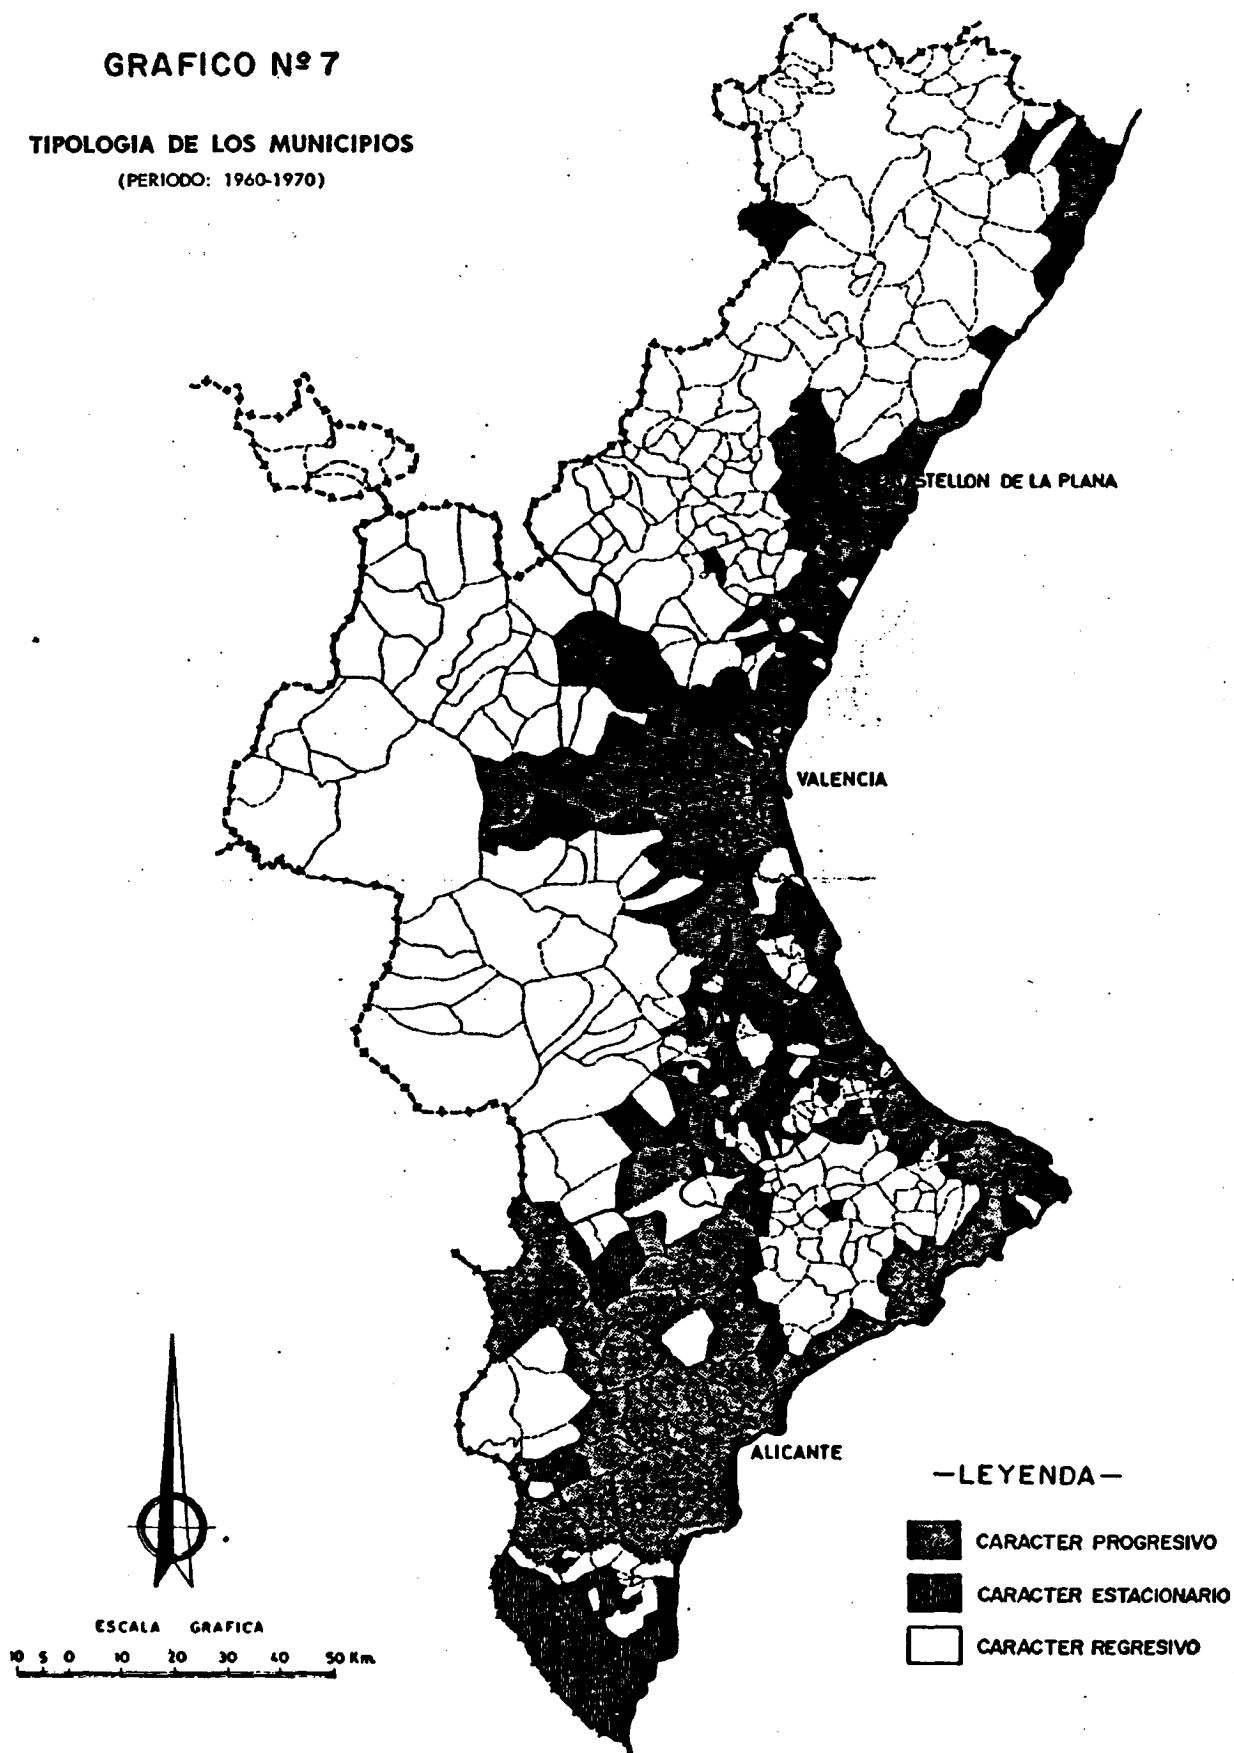 GRAFICO Nº 7
TIPOLOGIA DE LOS MUNICIPIOS
(PERIODO: 1960-1970)
DE LA PLANA
VALENCIA
ALICANTE
—LEYENDA—
CARACTER PROGRESIVO
CARACTER ESTACIONARIO
CARACTER REGRESIVO
ESCALA GRAFICA
10 5 0 10 20 30 40 50 Km.